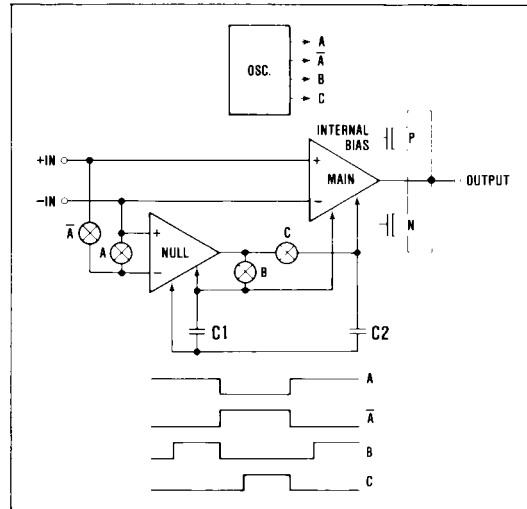 OSC.
A
A̅
B
C
INTERNAL
BIAS
P
+IN
+
MAIN
OUTPUT
-IN
−
N
A̅
A
+
NULL
−
C
B
C1
C2
A
A̅
B
C